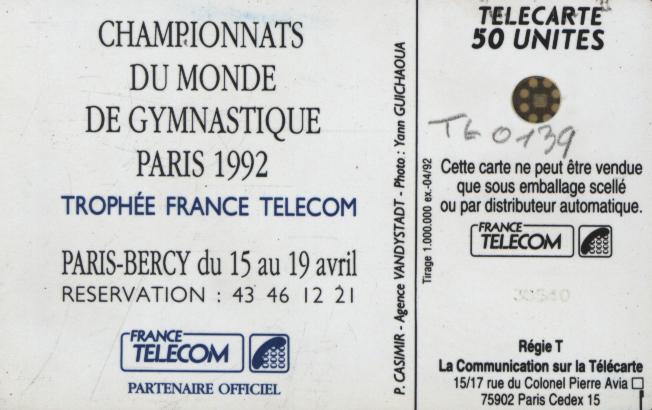 CHAMPIONNATS
DU MONDE
DE GYMNASTIQUE
PARIS 1992
TROPHÉE FRANCE TELECOM
PARIS-BERCY du 15 au 19 avril
RESERVATION : 43 46 12 21
FRANCE
TELECOM
PARTENAIRE OFFICIEL
P. CASIMIR - Agence VANDYSTADT - Photo : Yann GUICHAOUA
Tirage 1.000.000 ex.-04/92
TELECARTE
50 UNITES
TE 0139
Cette carte ne peut être vendue
que sous emballage scellé
ou par distributeur automatique.
FRANCE
TELECOM
Régie T
La Communication sur la Télécarte
15/17 rue du Colonel Pierre Avia
75902 Paris Cedex 15